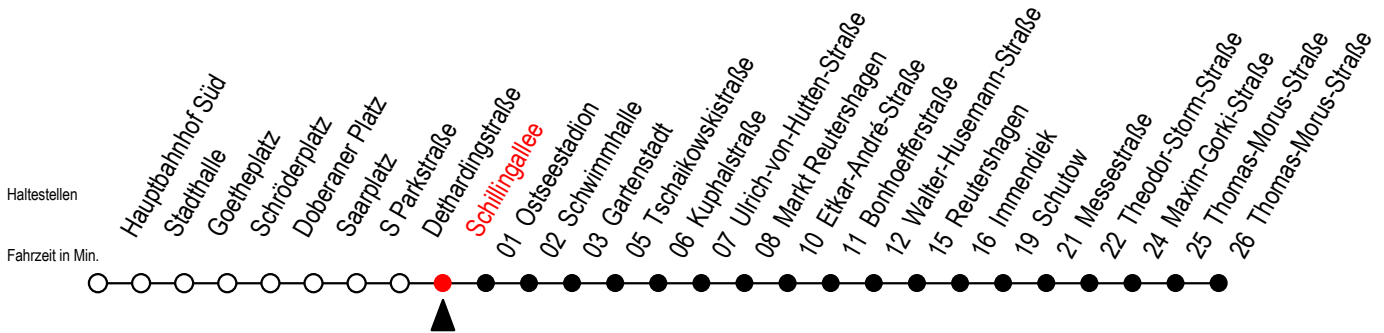 Haltestellen
Fahrzeit in Min.
Hauptbahnhof Süd
Stadthalle
Goetheplatz
Schröderplatz
Doberaner Platz
Saarplatz
S Parkstraße
Dethardingstraße
Schillingallee
01 Ostseestadion
02 Schwimmhalle
03 Gartenstadt
05 Tschaikowskistraße
06 Kuphalstraße
07 Ulrich-von-Hutten-Straße
08 Markt Reutershagen
10 Etkar-André-Straße
11 Bonhoefferstraße
12 Walter-Husemann-Straße
15 Reutershagen
16 Immendiek
19 Schutow
21 Messestraße
22 Theodor-Storm-Straße
24 Maxim-Gorki-Straße
25 Thomas-Morus-Straße
26 Thomas-Morus-Straße